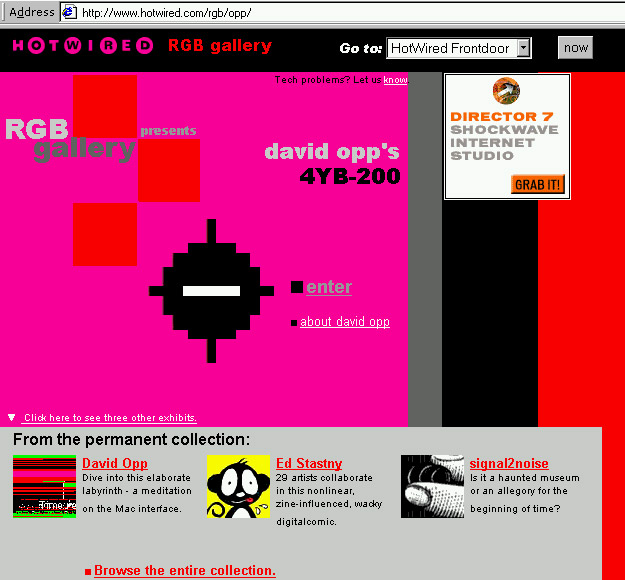 Address http://www.hotwired.com/rgb/opp/
HOTWIRED RGB gallery Go to: HotWired Frontdoor now
Tech problems? Let us know
RGB
gallery presents
david opp's
4YB-200
DIRECTOR 7
SHOCKWAVE
INTERNET
STUDIO
GRAB IT!
enter
about david opp
Click here to see three other exhibits.
From the permanent collection:
David Opp
Dive into this elaborate
labyrinth - a meditation
on the Mac interface.
Ed Stastny
29 artists collaborate
in this nonlinear,
zine-influenced, wacky
digitalcomic.
signal2noise
Is it a haunted museum
or an allegory for the
beginning of time?
Browse the entire collection.